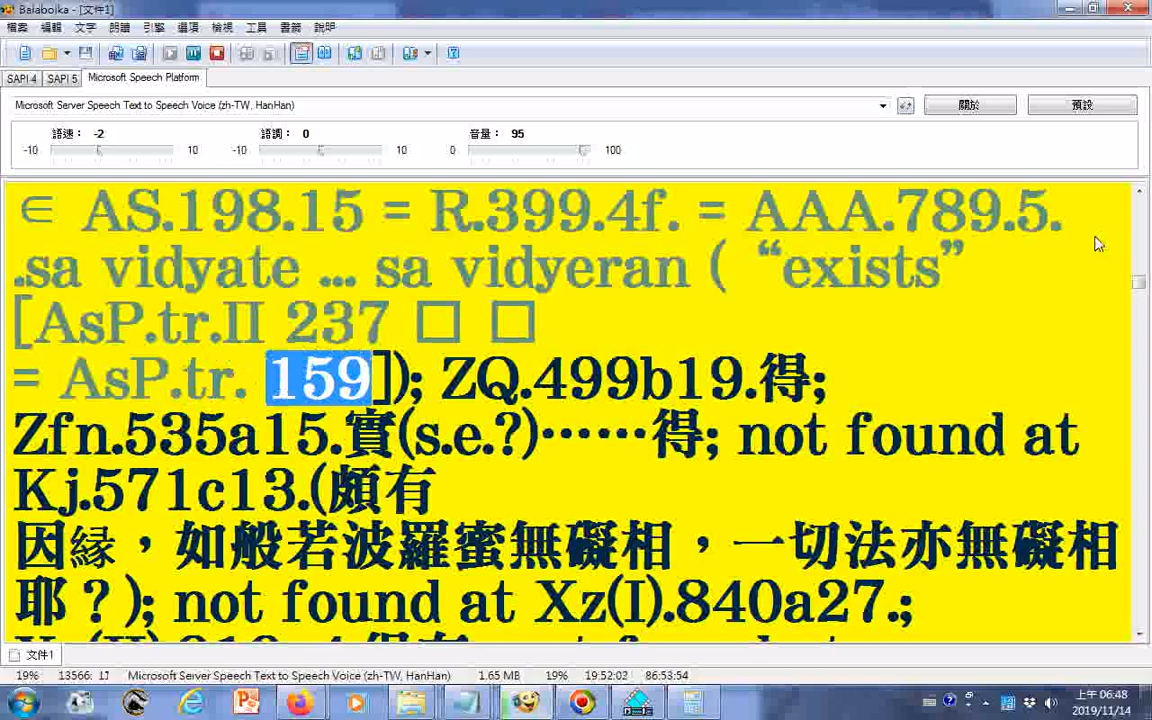 Balabolka - [文件1]
檔案 編輯 文字 朗讀 引擎 選項 檢視 工具 書籤 說明
SAPI 4 SAPI 5 Microsoft Speech Platform
Microsoft Server Speech Text to Speech Voice (zh-TW, HanHan) 關於 預設
語速： -2 語調： 0 音量： 95
-10 10 -10 10 0 100
∈ AS.198.15 = R.399.4f. = AAA.789.5.
.sa vidyate ... sa vidyeran ( “exists”
[AsP.tr.II 237 □ □
= AsP.tr. 159]); ZQ.499b19.得;
Zfn.535a15.實(s.e.?)……得; not found at
Kj.571c13.(頗有
因縁，如般若波羅蜜無礙相，一切法亦無礙相
耶？); not found at Xz(I).840a27.;
文件1
19% Microsoft Server Speech Text to Speech Voice (zh-TW, HanHan) 1.65 MB 19% 19:52:02 86:53:54
上午 06:48
2019/11/14